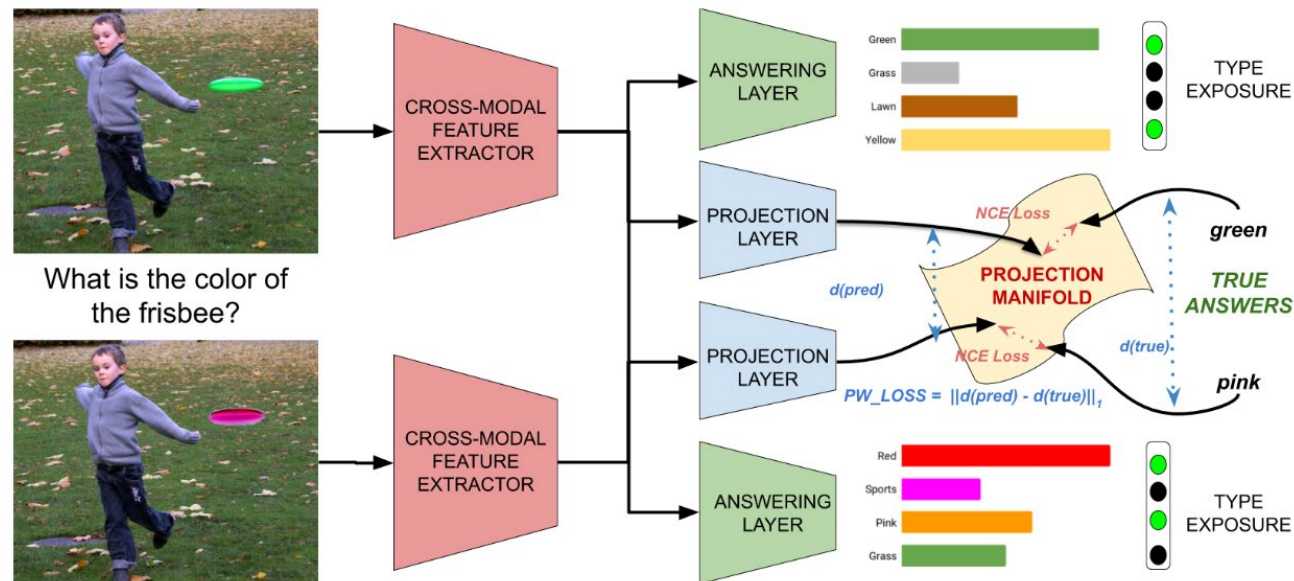 CROSS-MODAL
FEATURE
EXTRACTOR
ANSWERING
LAYER
Green
Grass
Lawn
Yellow
TYPE
EXPOSURE
What is the color of
the frisbee?
PROJECTION
LAYER
d(pred)
NCE Loss
PROJECTION
MANIFOLD
green
TRUE
ANSWERS
d(true)
PROJECTION
LAYER
NCE Loss
PW_LOSS = ||d(pred) - d(true)||1
pink
CROSS-MODAL
FEATURE
EXTRACTOR
ANSWERING
LAYER
Red
Sports
Pink
Grass
TYPE
EXPOSURE